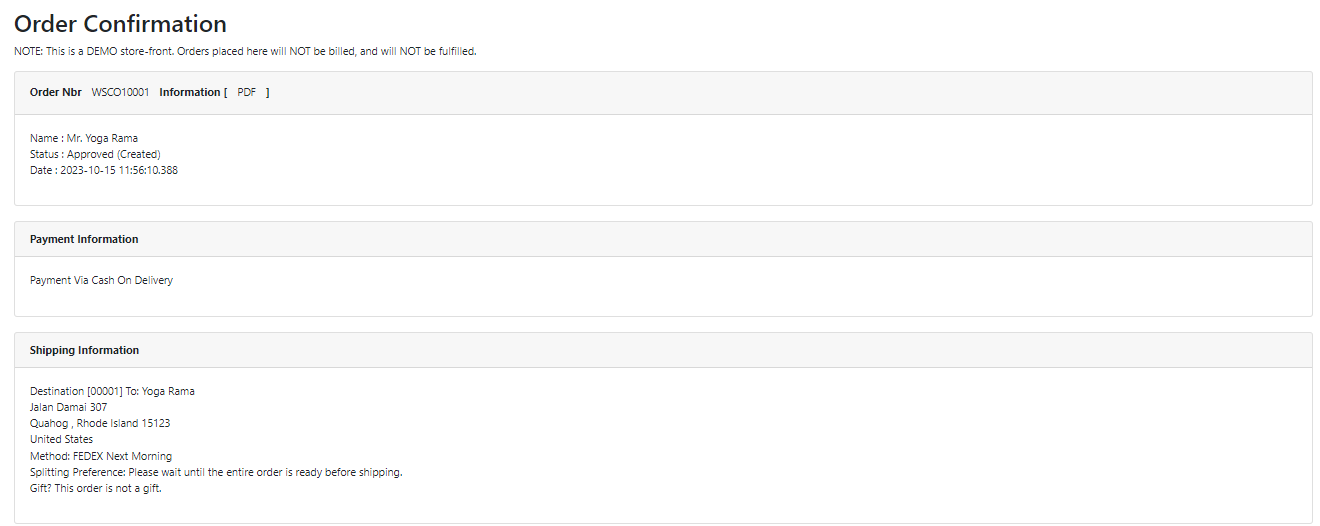 Order Confirmation
NOTE: This is a DEMO store-front. Orders placed here will NOT be billed, and will NOT be fulfilled.
Order Nbr WSCO10001 Information [ PDF ]
Name : Mr. Yoga Rama
Status : Approved (Created)
Date : 2023-10-15 11:56:10.388
Payment Information
Payment Via Cash On Delivery
Shipping Information
Destination [00001] To: Yoga Rama
Jalan Damai 307
Quahog , Rhode Island 15123
United States
Method: FEDEX Next Morning
Splitting Preference: Please wait until the entire order is ready before shipping.
Gift? This order is not a gift.